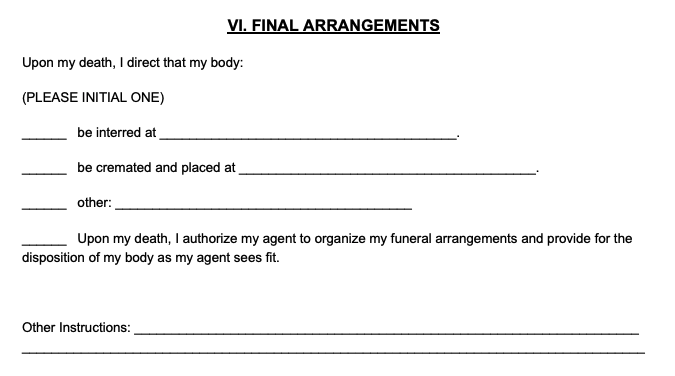 VI. FINAL ARRANGEMENTS
Upon my death, I direct that my body:
(PLEASE INITIAL ONE)
______ be interred at ________________________________________.
______ be cremated and placed at ________________________________________.
______ other: ________________________________________
______ Upon my death, I authorize my agent to organize my funeral arrangements and provide for the
disposition of my body as my agent sees fit.
Other Instructions: ____________________________________________________________________
____________________________________________________________________________________